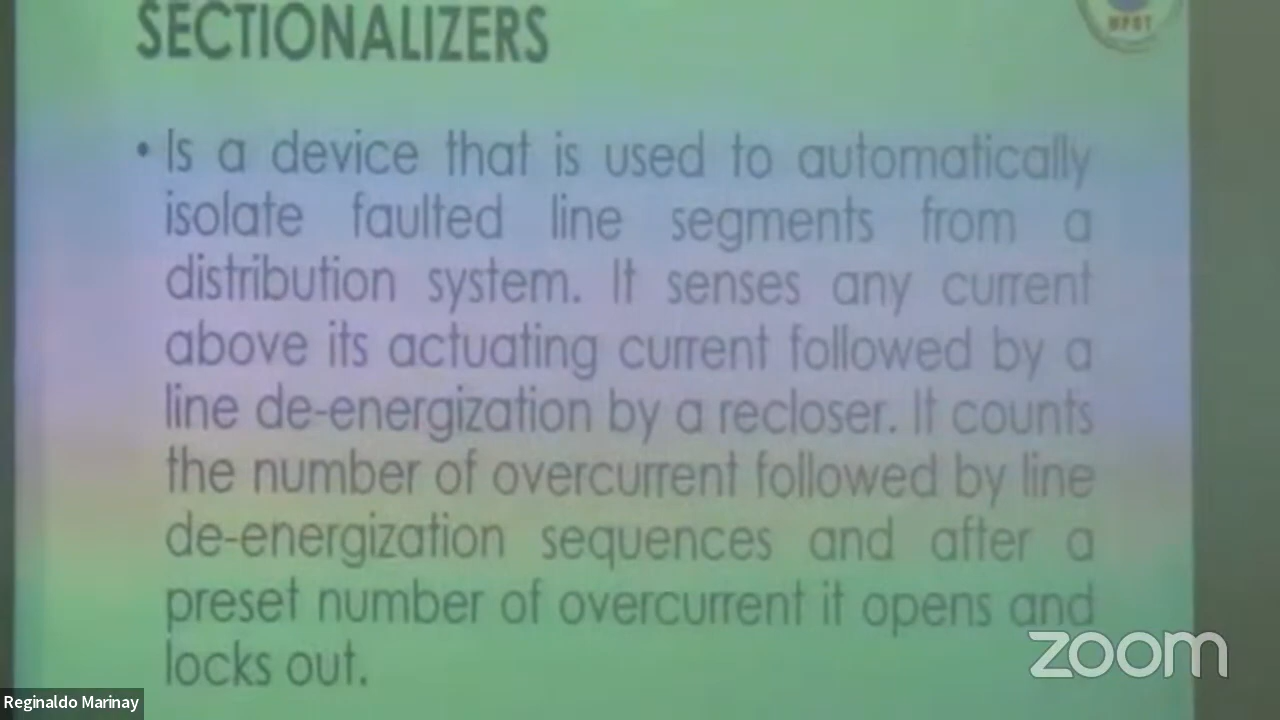 SECTIONALIZERS
• Is a device that is used to automatically
isolate faulted line segments from a
distribution system. It senses any current
above its actuating current followed by a
line de-energization by a recloser. It counts
the number of overcurrent followed by line
de-energization sequences and after a
preset number of overcurrent it opens and
locks out.
zoom
Reginaldo Marinay